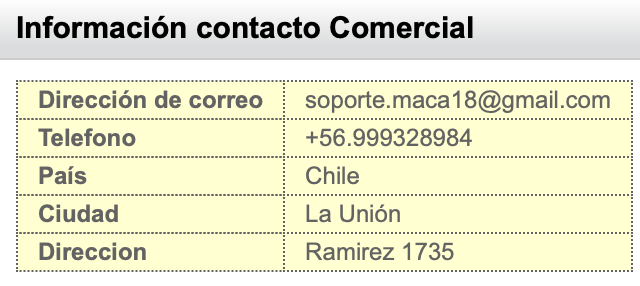 Información contacto Comercial
Dirección de correo soporte.maca18@gmail.com
Telefono +56.999328984
País Chile
Ciudad La Unión
Direccion Ramirez 1735